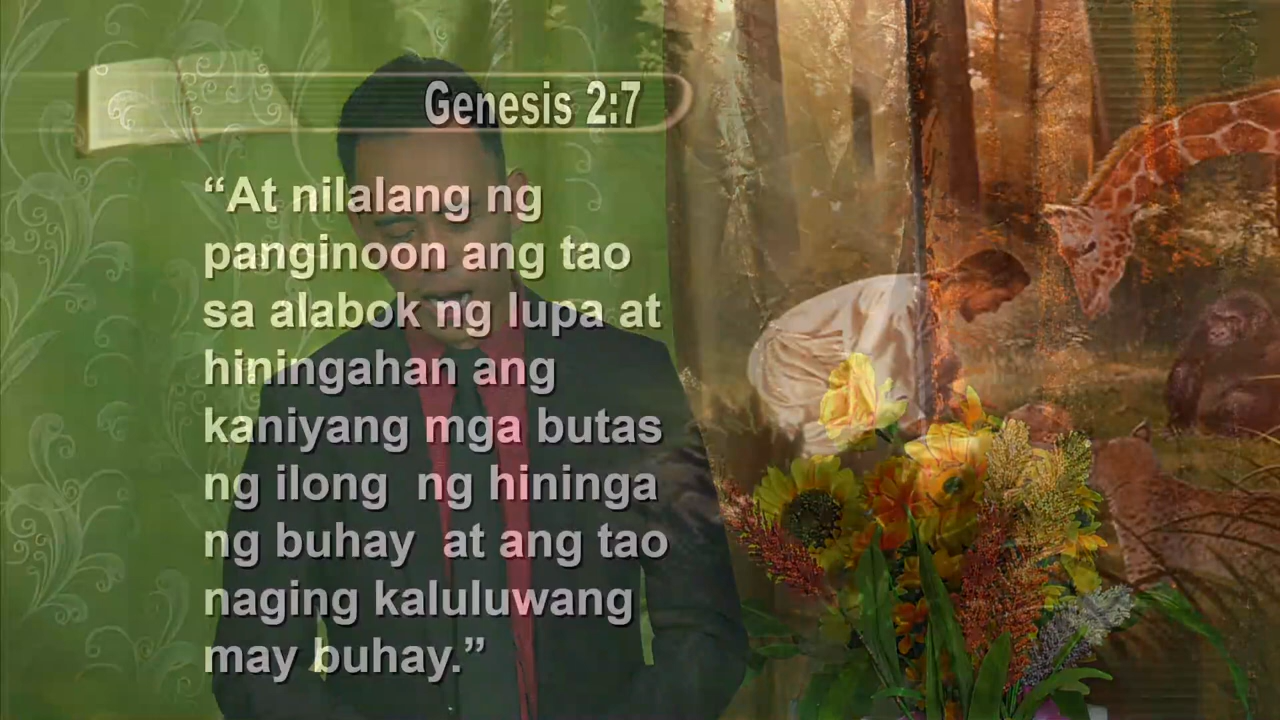 Genesis 2:7
“At nilalang ng
panginoon ang tao
sa alabok ng lupa at
hiningahan ang
kaniyang mga butas
ng ilong ng hininga
ng buhay at ang tao
naging kaluluwang
may buhay.”